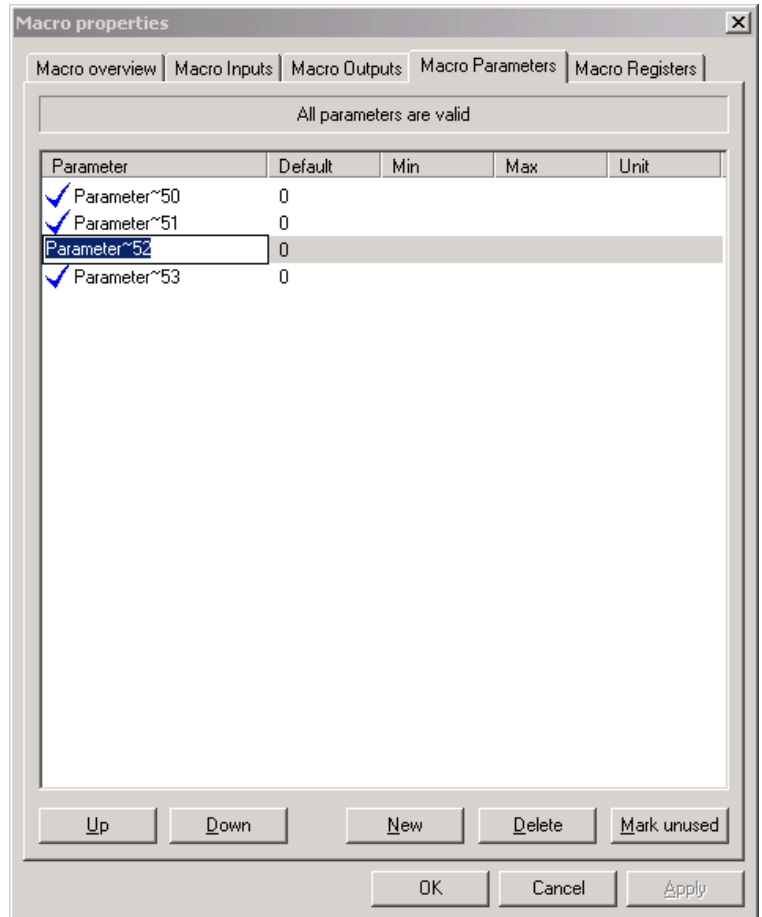 Macro properties
Macro overview Macro Inputs Macro Outputs Macro Parameters Macro Registers
All parameters are valid
Parameter Default Min Max Unit
Parameter~50 0
Parameter~51 0
Parameter~52 0
Parameter~53 0
Up Down New Delete Mark unused
OK Cancel Apply